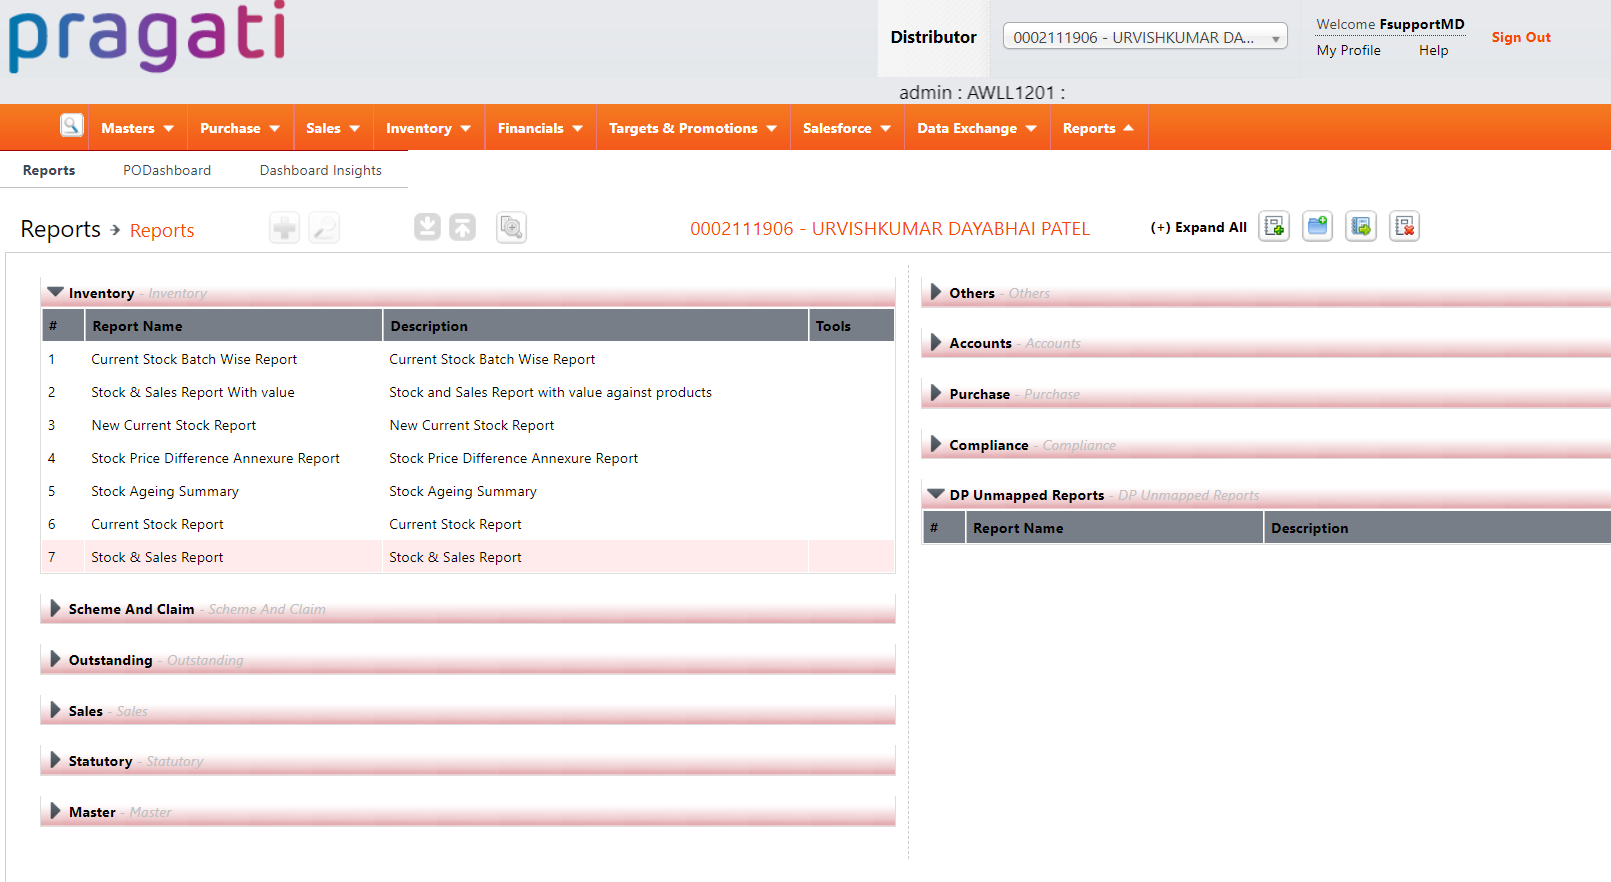 pragati
Distributor
0002111906 - URVISHKUMAR DA...
Welcome FsupportMD
My Profile Help
Sign Out
admin : AWLL1201 :
Masters Purchase Sales Inventory Financials Targets & Promotions Salesforce Data Exchange Reports
Reports PODashboard Dashboard Insights
Reports Reports
0002111906 - URVISHKUMAR DAYABHAI PATEL
(+) Expand All
Inventory - Inventory
# Report Name Description Tools
1 Current Stock Batch Wise Report Current Stock Batch Wise Report
2 Stock & Sales Report With value Stock and Sales Report with value against products
3 New Current Stock Report New Current Stock Report
4 Stock Price Difference Annexure Report Stock Price Difference Annexure Report
5 Stock Ageing Summary Stock Ageing Summary
6 Current Stock Report Current Stock Report
7 Stock & Sales Report Stock & Sales Report
Scheme And Claim - Scheme And Claim
Outstanding - Outstanding
Sales - Sales
Statutory - Statutory
Master - Master
Others - Others
Accounts - Accounts
Purchase - Purchase
Compliance - Compliance
DP Unmapped Reports - DP Unmapped Reports
# Report Name Description